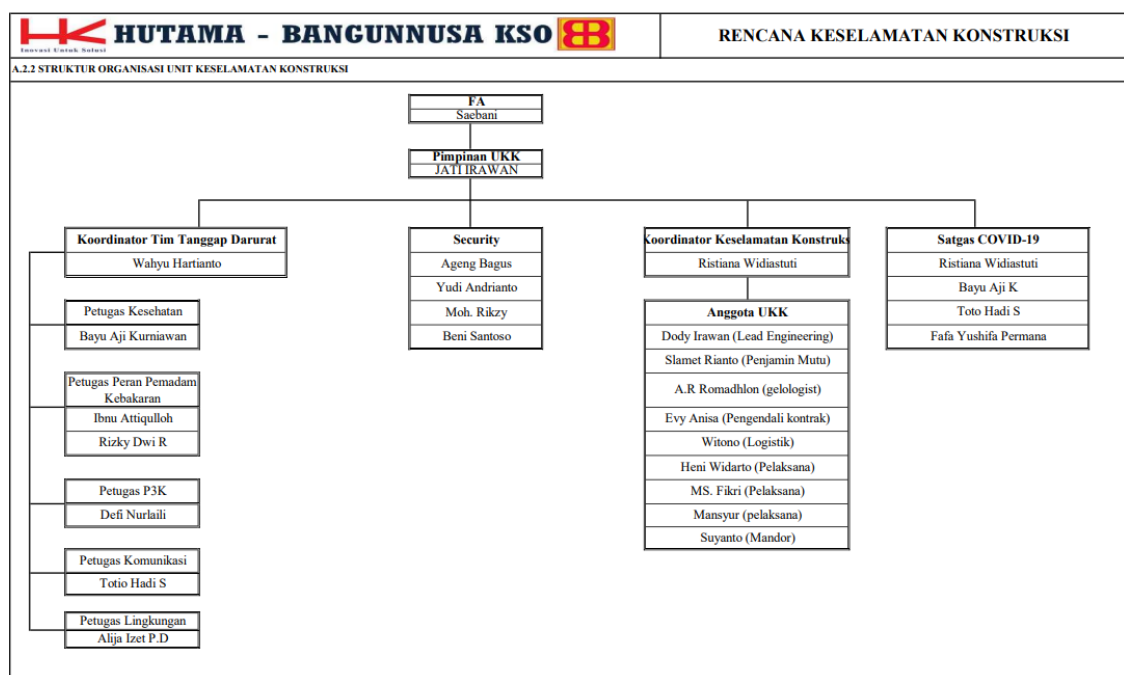 HK HUTAMA - BANGUNNUSA KSO BB
Inovasi Untuk Solusi
RENCANA KESELAMATAN KONSTRUKSI
A.2.2 STRUKTUR ORGANISASI UNIT KESELAMATAN KONSTRUKSI
FA
Saebani
Pimpinan UKK
JATI IRAWAN
Koordinator Tim Tanggap Darurat
Wahyu Hartianto
Petugas Kesehatan
Bayu Aji Kurniawan
Petugas Peran Pemadam
Kebakaran
Ibnu Attiqulloh
Rizky Dwi R
Petugas P3K
Defi Nurlaili
Petugas Komunikasi
Totio Hadi S
Petugas Lingkungan
Alija Izet P.D
Security
Ageng Bagus
Yudi Andrianto
Moh. Rikzy
Beni Santoso
Koordinator Keselamatan Konstruks
Ristiana Widiastuti
Anggota UKK
Dody Irawan (Lead Engineering)
Slamet Rianto (Penjamin Mutu)
A.R Romadhlon (gelologist)
Evy Anisa (Pengendali kontrak)
Witono (Logistik)
Heni Widarto (Pelaksana)
MS. Fikri (Pelaksana)
Mansyur (pelaksana)
Suyanto (Mandor)
Satgas COVID-19
Ristiana Widiastuti
Bayu Aji K
Toto Hadi S
Fafa Yushifa Permana